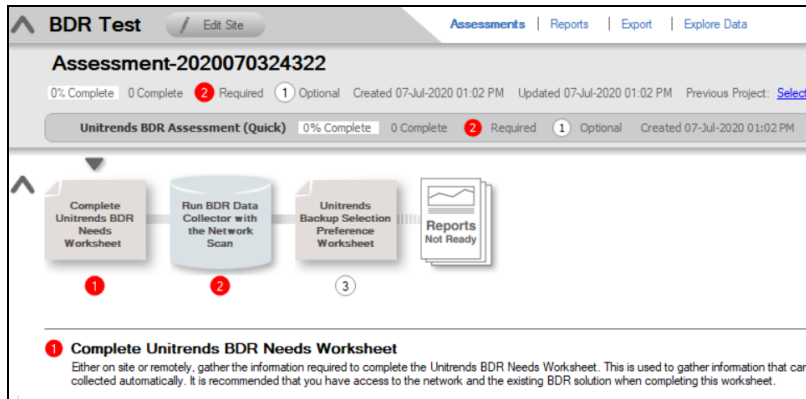 BDR Test
Edit Site
Assessments | Reports | Export | Explore Data
Assessment-2020070324322
0% Complete 0 Complete 2 Required 1 Optional Created 07-Jul-2020 01:02 PM Updated 07-Jul-2020 01:02 PM Previous Project: Select
Unitrends BDR Assessment (Quick) 0% Complete 0 Complete 2 Required 1 Optional Created 07-Jul-2020 01:02 PM
Complete
Unitrends BDR
Needs
Worksheet
1
Run BDR Data
Collector with
the Network
Scan
2
Unitrends
Backup Selection
Preference
Worksheet
3
Reports
Not Ready
1 Complete Unitrends BDR Needs Worksheet
Either on site or remotely, gather the information required to complete the Unitrends BDR Needs Worksheet. This is used to gather information that can
collected automatically. It is recommended that you have access to the network and the existing BDR solution when completing this worksheet.